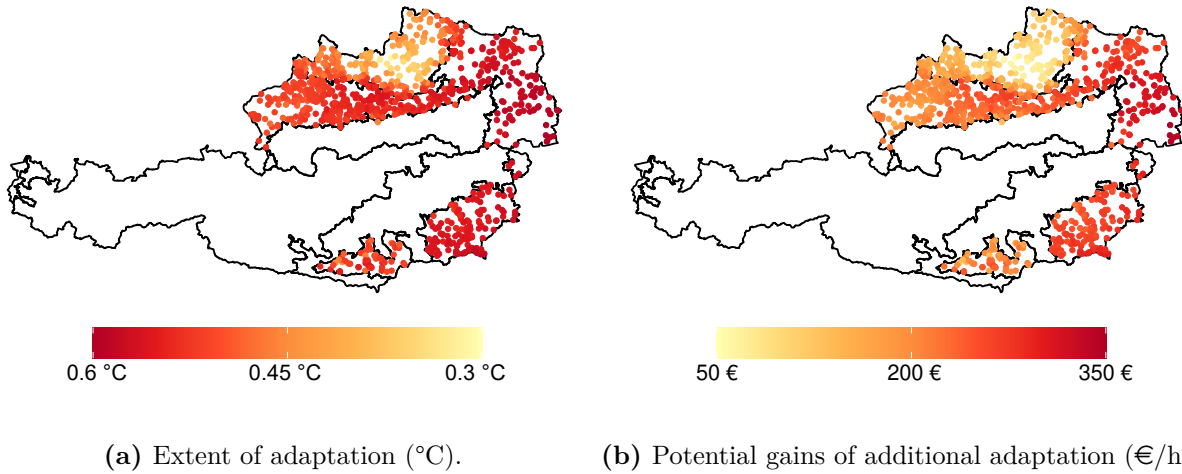 0.6 °C 0.45 °C 0.3 °C 50 € 200 € 350 €
(a) Extent of adaptation (°C). (b) Potential gains of additional adaptation (€/h